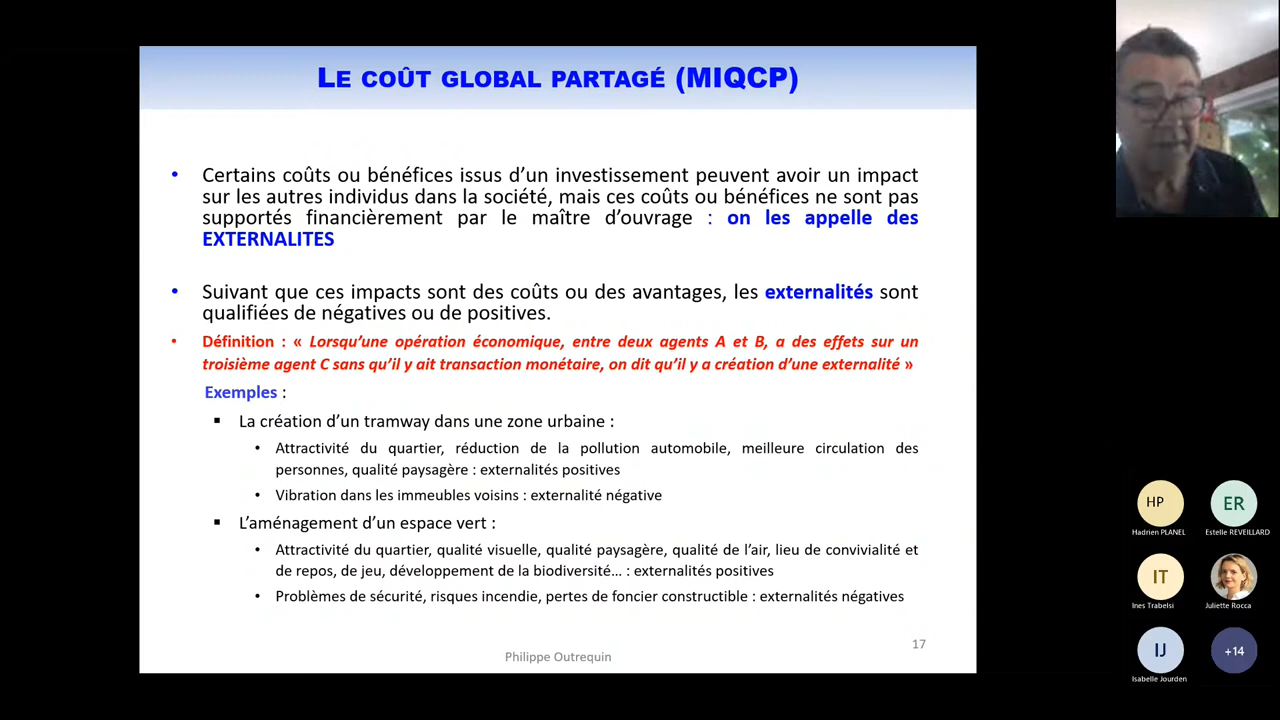 LE COÛT GLOBAL PARTAGÉ (MIQCP)
• Certains coûts ou bénéfices issus d’un investissement peuvent avoir un impact
sur les autres individus dans la société, mais ces coûts ou bénéfices ne sont pas
supportés financièrement par le maître d’ouvrage : on les appelle des
EXTERNALITES
• Suivant que ces impacts sont des coûts ou des avantages, les externalités sont
qualifiées de négatives ou de positives.
• Définition : « Lorsqu’une opération économique, entre deux agents A et B, a des effets sur un
troisième agent C sans qu’il y ait transaction monétaire, on dit qu’il y a création d’une externalité »
Exemples :
▪ La création d’un tramway dans une zone urbaine :
• Attractivité du quartier, réduction de la pollution automobile, meilleure circulation des
personnes, qualité paysagère : externalités positives
• Vibration dans les immeubles voisins : externalité négative
▪ L’aménagement d’un espace vert :
• Attractivité du quartier, qualité visuelle, qualité paysagère, qualité de l’air, lieu de convivialité et
de repos, de jeu, développement de la biodiversité… : externalités positives
• Problèmes de sécurité, risques incendie, pertes de foncier constructible : externalités négatives
17
Philippe Outrequin
HP
ER
Hadrien PLANEL
Estelle REVEILLARD
IT
Ines Trabelsi
Juliette Rocca
IJ
+14
Isabelle Jourden